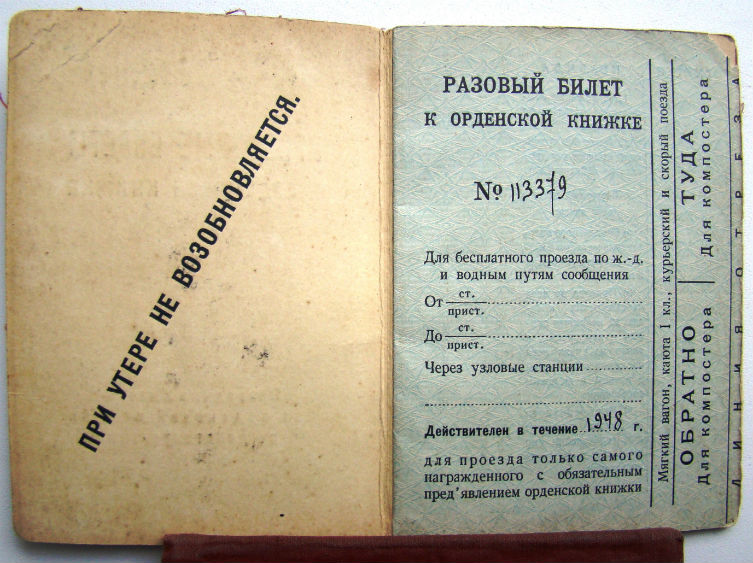 ПРИ УТЕРЕ НЕ ВОЗОБНОВЛЯЕТСЯ.
РАЗОВЫЙ БИЛЕТ
К ОРДЕНСКОЙ КНИЖКЕ
№ 113379
Для бесплатного проезда по ж.-д.
и водным путям сообщения
От ст.
прист.
До ст.
прист.
Через узловые станции
Действителен в течение 1948 г.
для проезда только самого
награжденного с обязательным
пред'явлением орденской книжки
Мягкий вагон, каюта 1 кл., курьерский и скорый поезда
ОБРАТНО
Для компостера
ТУДА
Для компостера
ЛИНИЯ ОТРЕЗА